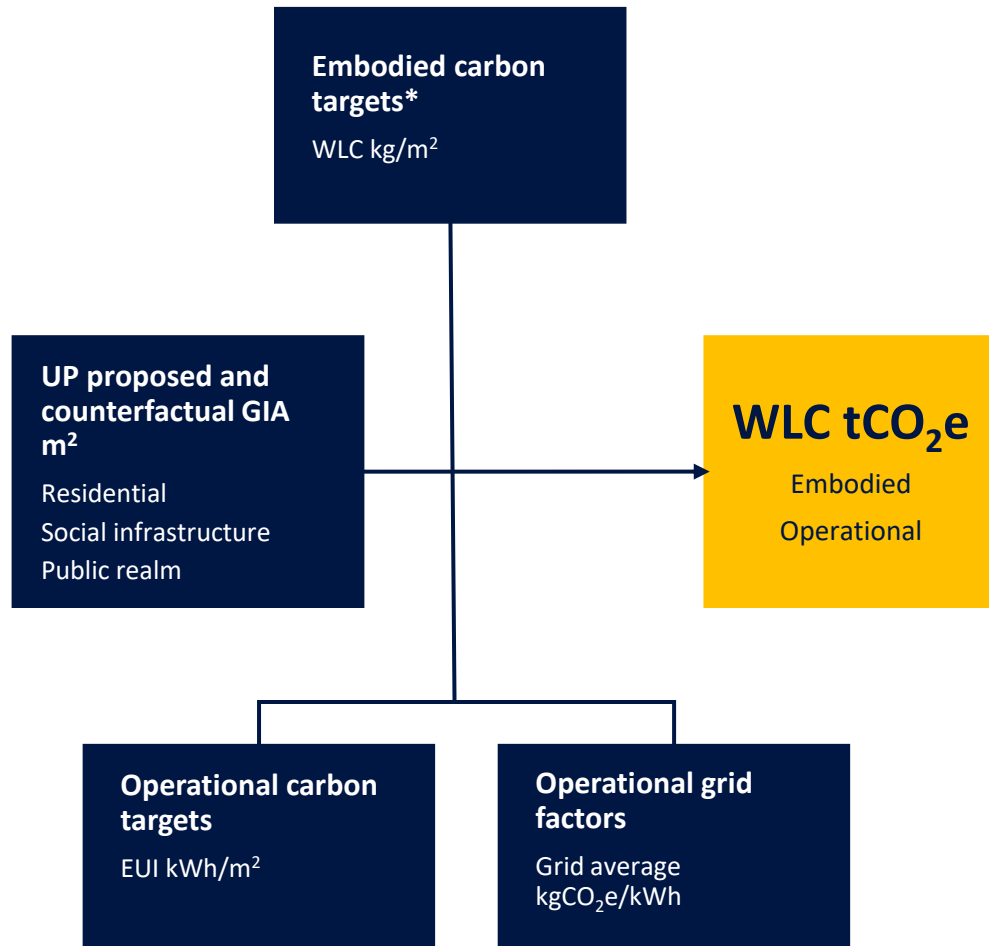 Embodied carbon
targets*
WLC kg/m²
UP proposed and
counterfactual GIA
m²
Residential
Social infrastructure
Public realm
WLC tCO₂e
Embodied
Operational
Operational carbon
targets
EUI kWh/m²
Operational grid
factors
Grid average
kgCO₂e/kWh